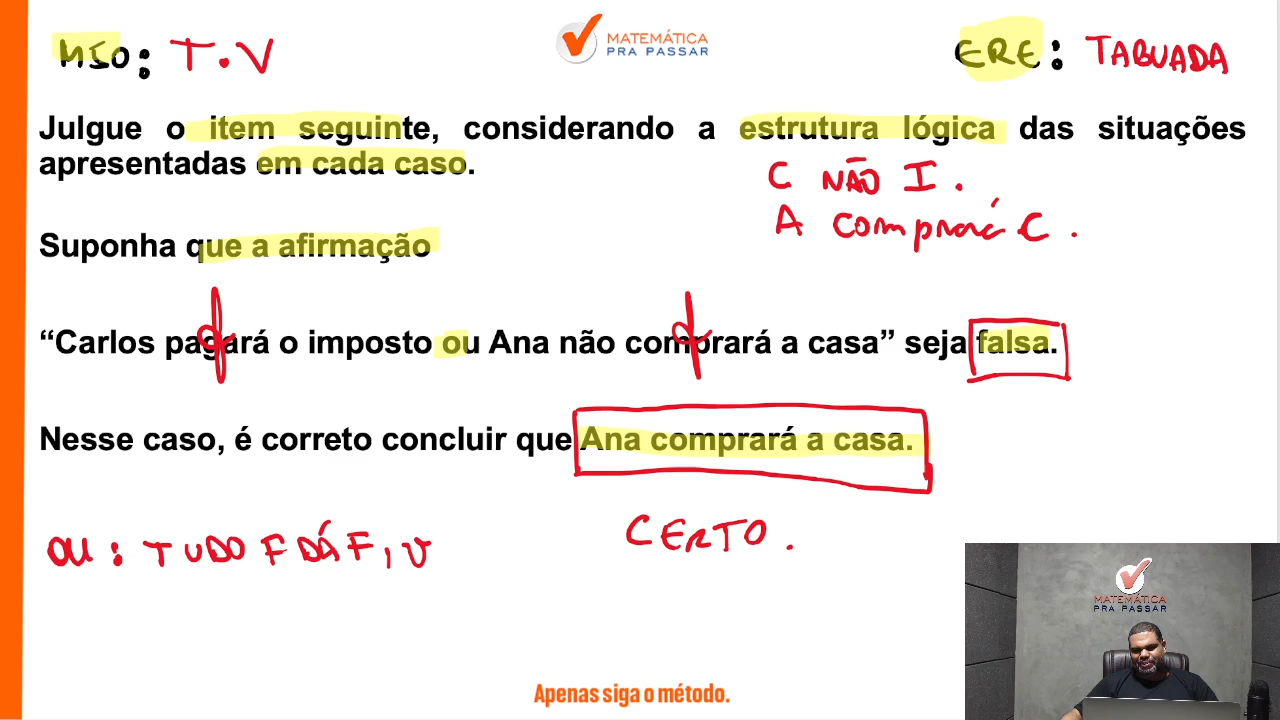 MSO: T.V
MATEMÁTICA
PRA PASSAR
ERE: TABUADA
Julgue o item seguinte, considerando a estrutura lógica das situações
apresentadas em cada caso.
C NÃO I.
A comprará C.
Suponha que a afirmação
“Carlos pagará o imposto ou Ana não comprará a casa” seja falsa.
Nesse caso, é correto concluir que Ana comprará a casa.
OU: TUDO F DÁ F, V
CERTO.
MATEMÁTICA
PRA PASSAR
Apenas siga o método.